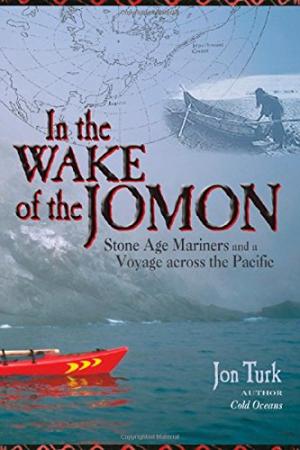 In the
WAKE
of the JOMON
Stone Age Mariners and a
Voyage across the Pacific
Jon Turk
AUTHOR
Cold Oceans